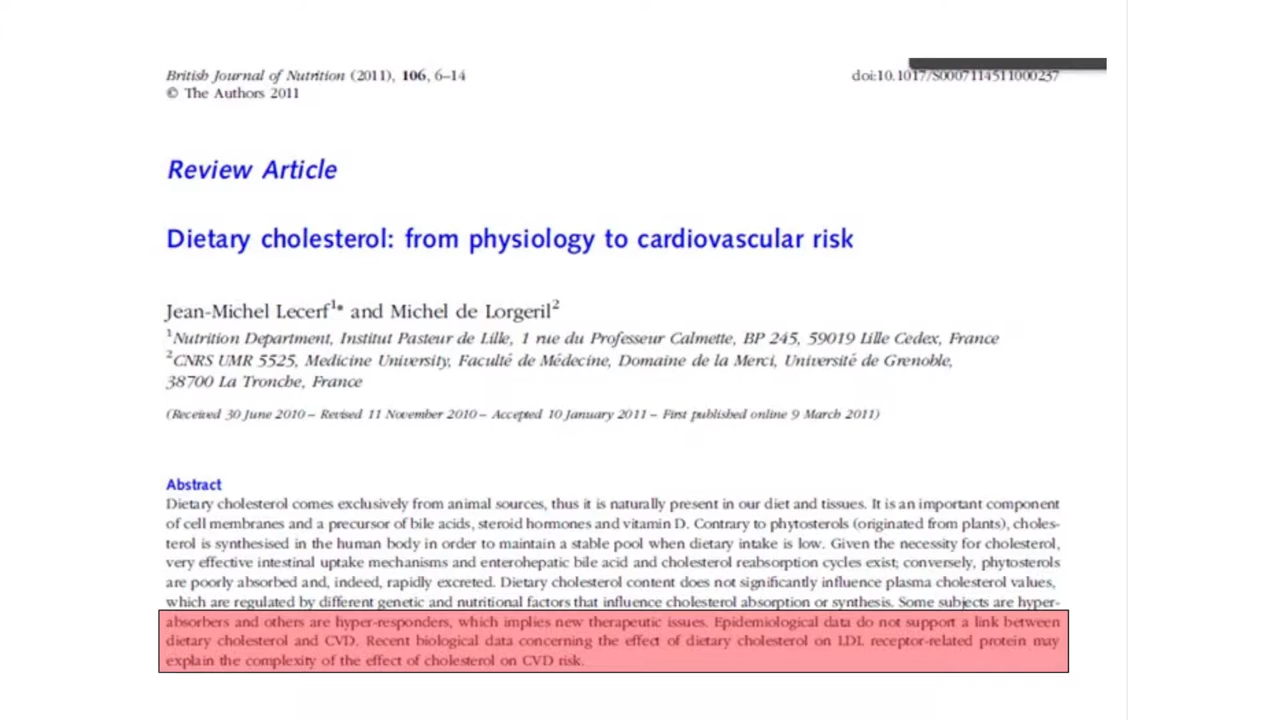 British Journal of Nutrition (2011), 106, 6–14
doi:10.1017/S0007114511000237
© The Authors 2011
Review Article
Dietary cholesterol: from physiology to cardiovascular risk
Jean-Michel Lecerf1* and Michel de Lorgeril2
1Nutrition Department, Institut Pasteur de Lille, 1 rue du Professeur Calmette, BP 245, 59019 Lille Cedex, France
2CNRS UMR 5525, Medicine University, Faculté de Médecine, Domaine de la Merci, Université de Grenoble,
38700 La Tronche, France
(Received 30 June 2010 – Revised 11 November 2010 – Accepted 10 January 2011 – First published online 9 March 2011)
Abstract
Dietary cholesterol comes exclusively from animal sources, thus it is naturally present in our diet and tissues. It is an important component
of cell membranes and a precursor of bile acids, steroid hormones and vitamin D. Contrary to phytosterols (originated from plants), choles-
terol is synthesised in the human body in order to maintain a stable pool when dietary intake is low. Given the necessity for cholesterol,
very effective intestinal uptake mechanisms and enterohepatic bile acid and cholesterol reabsorption cycles exist; conversely, phytosterols
are poorly absorbed and, indeed, rapidly excreted. Dietary cholesterol content does not significantly influence plasma cholesterol values,
which are regulated by different genetic and nutritional factors that influence cholesterol absorption or synthesis. Some subjects are hyper-
absorbers and others are hyper-responders, which implies new therapeutic issues. Epidemiological data do not support a link between
dietary cholesterol and CVD. Recent biological data concerning the effect of dietary cholesterol on LDL receptor-related protein may
explain the complexity of the effect of cholesterol on CVD risk.